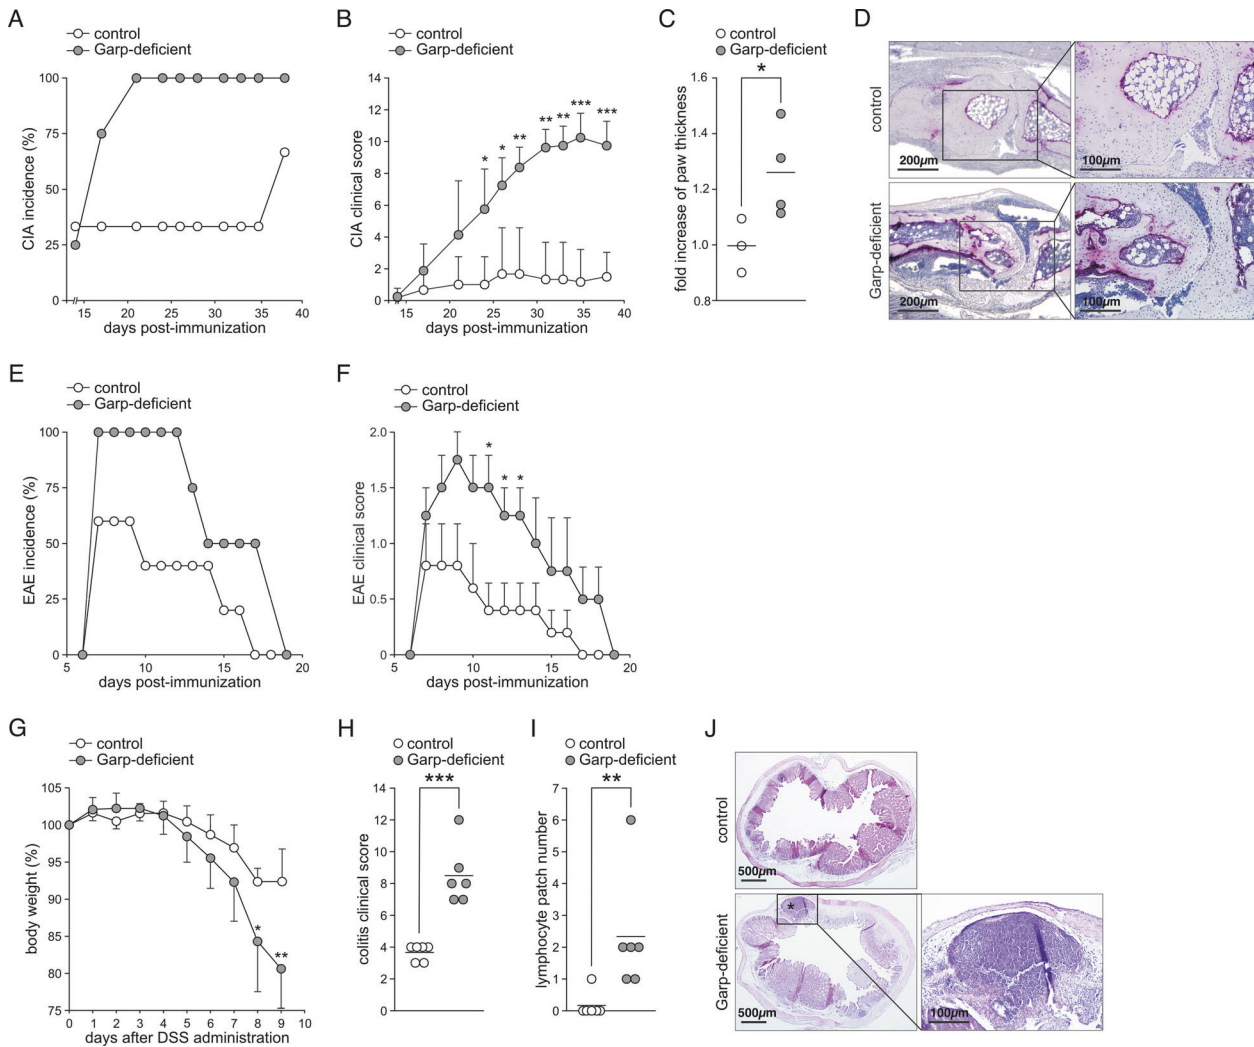 A
control
Garp-deficient
CIA incidence (%)
100
75
50
25
0
15
20
25
30
35
40
days post-immunization
B
control
Garp-deficient
CIA clinical score
14
12
10
8
6
4
2
0
* * ** ** ** *** ***
15
20
25
30
35
40
days post-immunization
C
control
Garp-deficient
fold increase of paw thickness
1.6
1.4
1.2
1.0
0.8
*
D
control
200µm
100µm
Garp-deficient
200µm
100µm
E
control
Garp-deficient
EAE incidence (%)
100
75
50
25
0
5
10
15
20
days post-immunization
F
control
Garp-deficient
EAE clinical score
2.0
1.5
1.0
0.5
0
* * *
5
10
15
20
days post-immunization
G
control
Garp-deficient
body weight (%)
105
100
95
90
85
80
75
* **
0 1 2 3 4 5 6 7 8 9 10
days after DSS administration
H
control
Garp-deficient
colitis clinical score
14
12
10
8
6
4
2
0
***
I
control
Garp-deficient
lymphocyte patch number
7
6
5
4
3
2
1
0
**
J
control
500µm
Garp-deficient
*
500µm
100µm